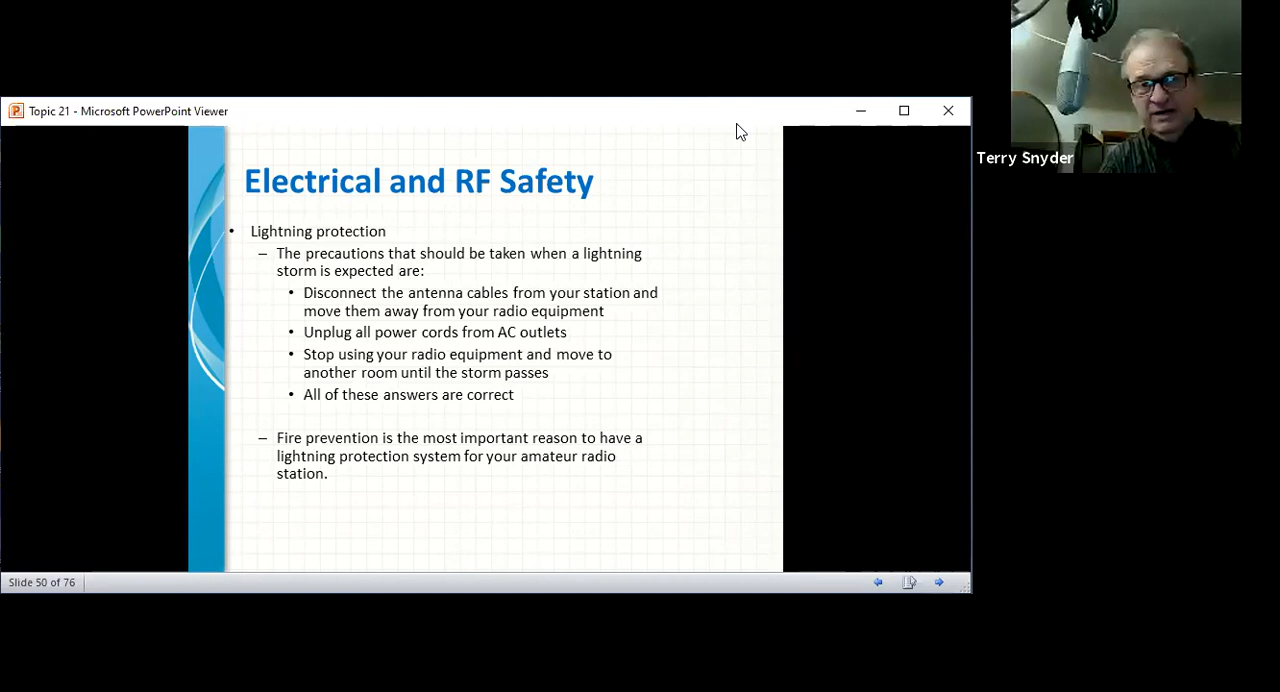 Topic 21 - Microsoft PowerPoint Viewer
Terry Snyder
Electrical and RF Safety
• Lightning protection
– The precautions that should be taken when a lightning
storm is expected are:
• Disconnect the antenna cables from your station and
move them away from your radio equipment
• Unplug all power cords from AC outlets
• Stop using your radio equipment and move to
another room until the storm passes
• All of these answers are correct
– Fire prevention is the most important reason to have a
lightning protection system for your amateur radio
station.
Slide 50 of 76